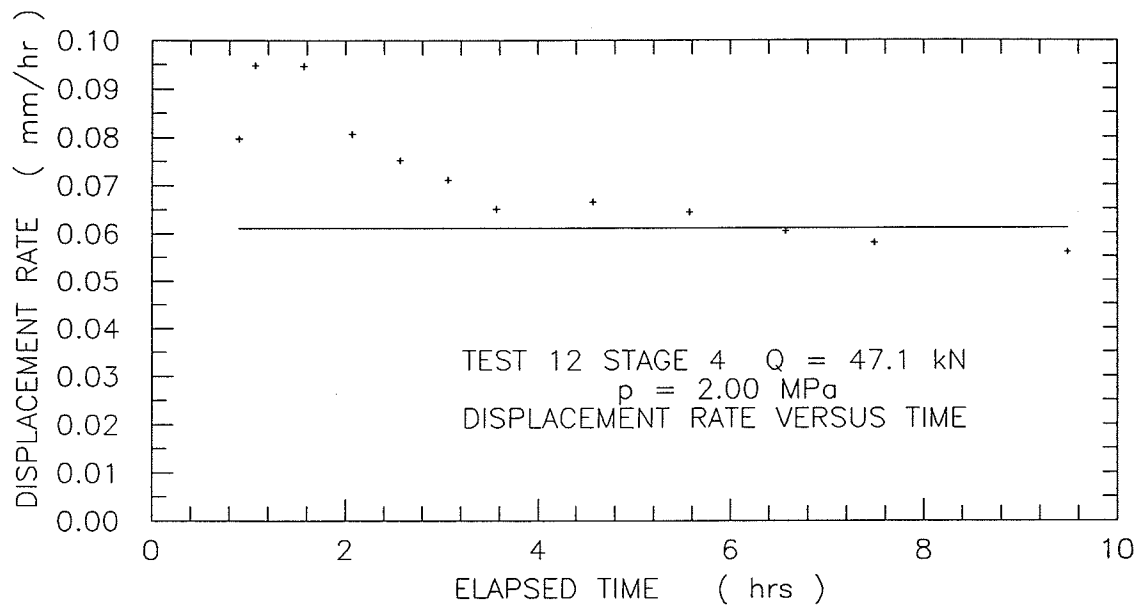 DISPLACEMENT RATE ( mm/hr )
0.10
0.09
0.08
0.07
0.06
0.05
0.04
0.03
0.02
0.01
0.00
TEST 12 STAGE 4 Q = 47.1 kN
p = 2.00 MPa
DISPLACEMENT RATE VERSUS TIME
0 2 4 6 8 10
ELAPSED TIME ( hrs )